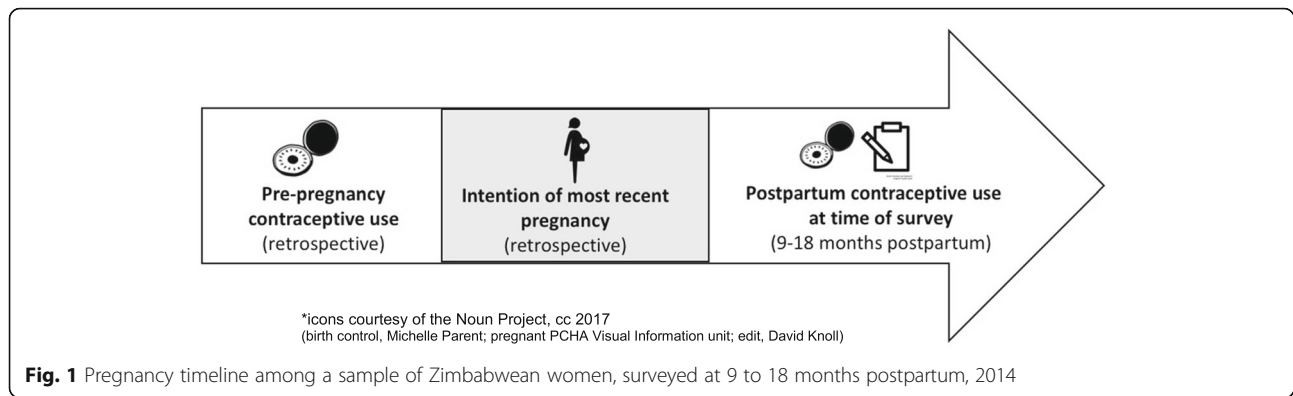 Pre-pregnancy
contraceptive use
(retrospective)
Intention of most recent
pregnancy
(retrospective)
Postpartum contraceptive use
at time of survey
(9-18 months postpartum)
*icons courtesy of the Noun Project, cc 2017
(birth control, Michelle Parent; pregnant PCHA Visual Information unit; edit, David Knoll)
Fig. 1 Pregnancy timeline among a sample of Zimbabwean women, surveyed at 9 to 18 months postpartum, 2014